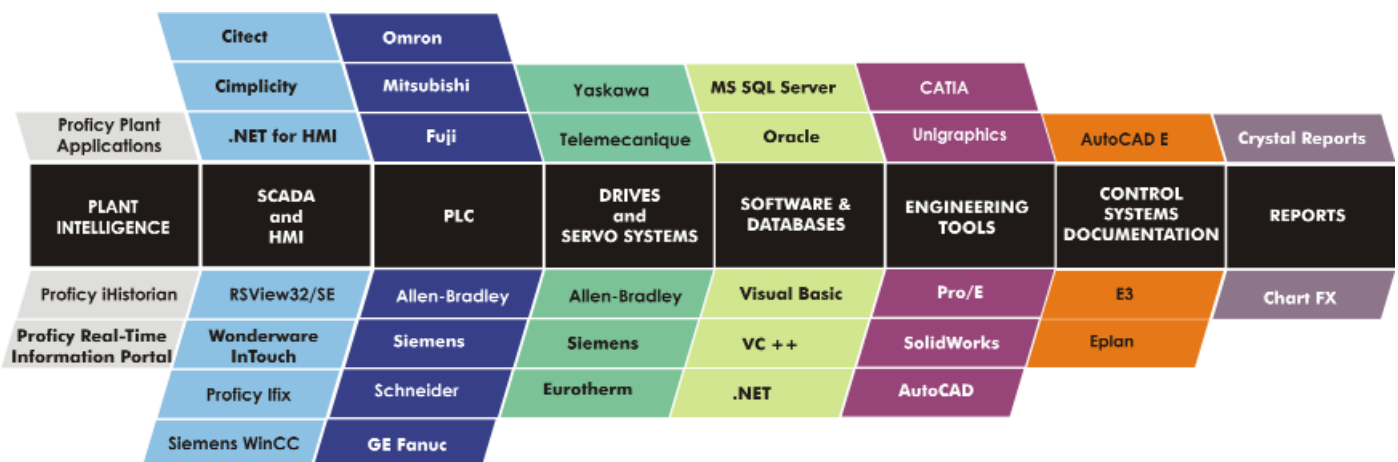 Citect
Omron
Cimplicity
Mitsubishi
Yaskawa
MS SQL Server
CATIA
Proficy Plant
Applications
.NET for HMI
Fuji
Telemecanique
Oracle
Unigraphics
AutoCAD E
Crystal Reports
PLANT
INTELLIGENCE
SCADA
and
HMI
PLC
DRIVES
and
SERVO SYSTEMS
SOFTWARE &
DATABASES
ENGINEERING
TOOLS
CONTROL
SYSTEMS
DOCUMENTATION
REPORTS
Proficy iHistorian
RSView32/SE
Allen-Bradley
Allen-Bradley
Visual Basic
Pro/E
E3
Chart FX
Proficy Real-Time
Information Portal
Wonderware
InTouch
Siemens
Siemens
VC ++
SolidWorks
Eplan
Proficy Ifix
Schneider
Eurotherm
.NET
AutoCAD
Siemens WinCC
GE Fanuc